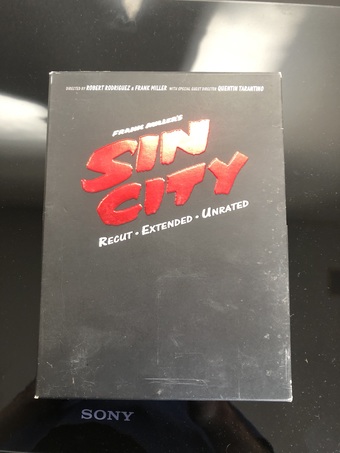 DIRECTED BY ROBERT RODRIGUEZ & FRANK MILLER WITH SPECIAL GUEST DIRECTOR QUENTIN TARANTINO
FRANK MILLER'S
SIN
CITY
RECUT • EXTENDED • UNRATED
SONY